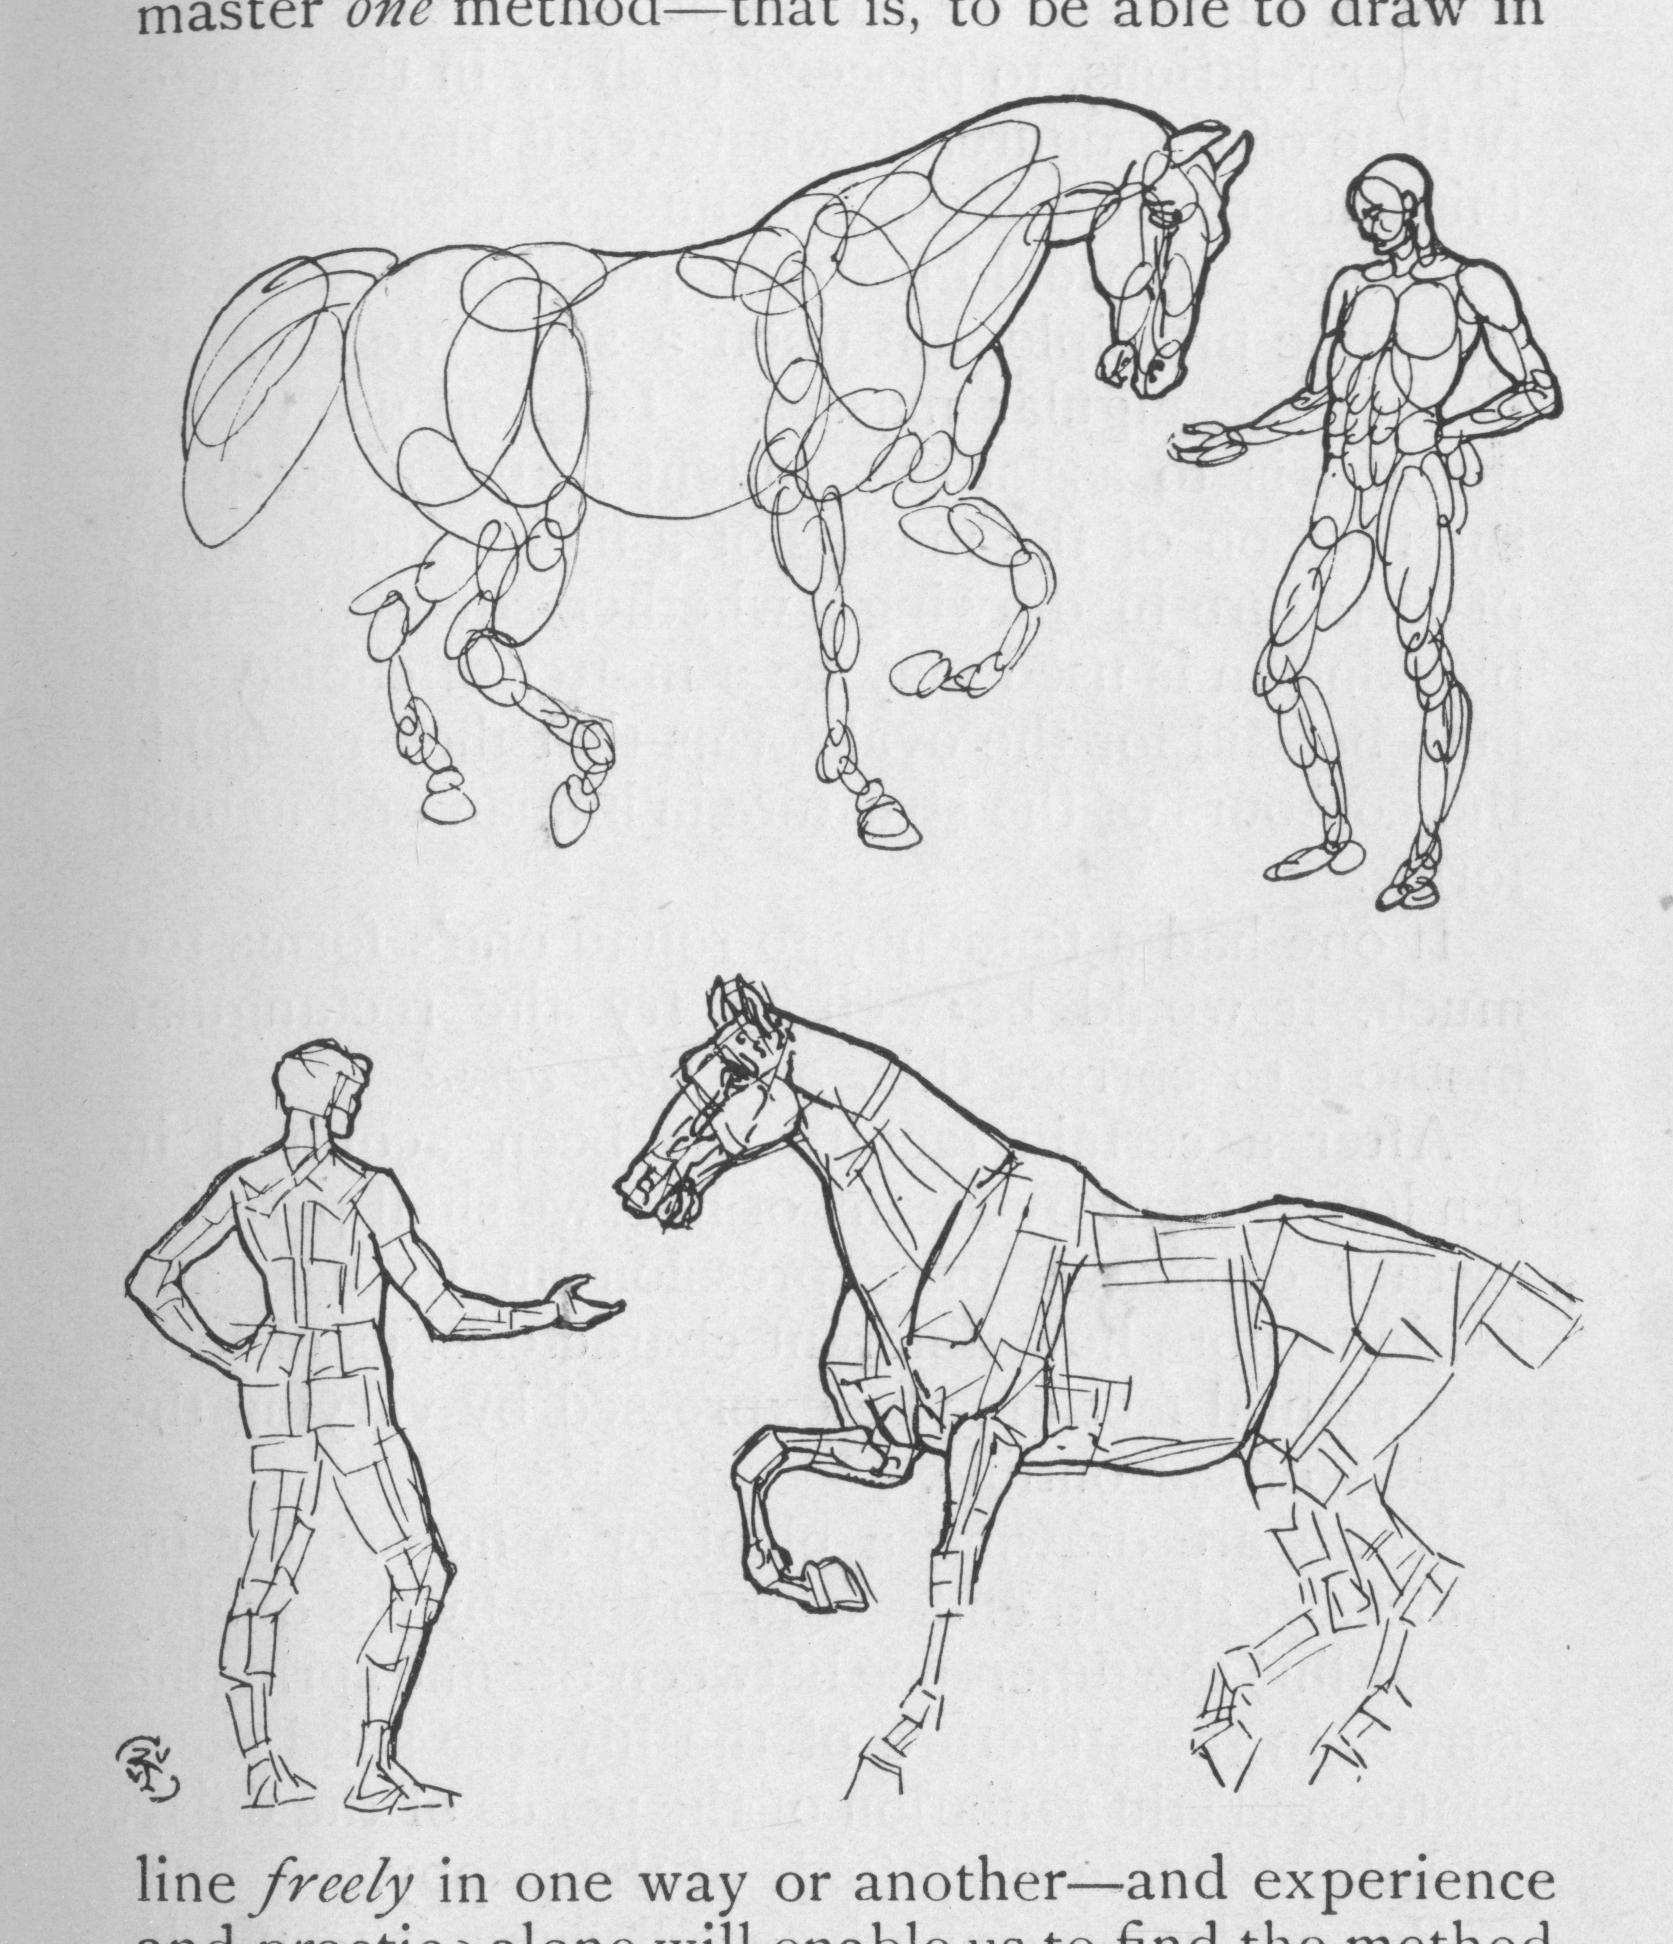 master one method—that is, to be able to draw in
line freely in one way or another—and experience
and practice alone will enable us to find the method